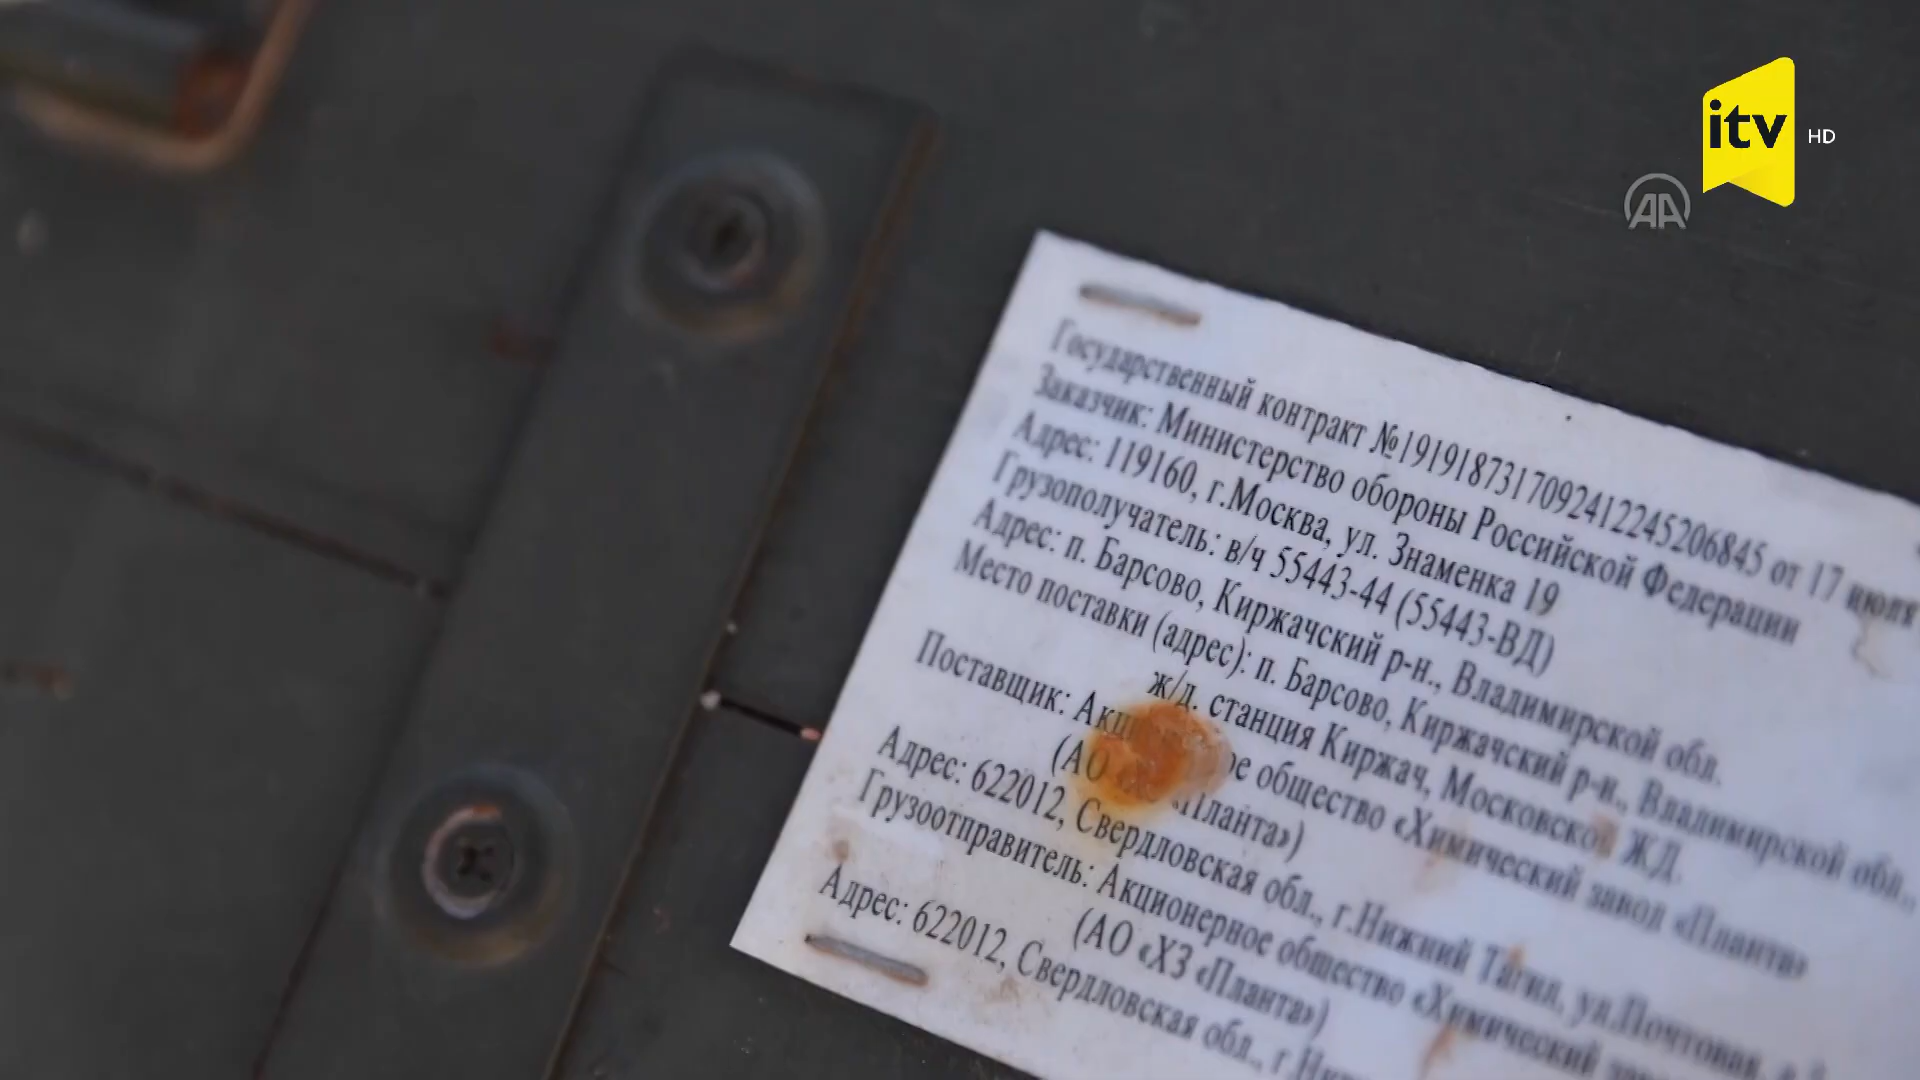 itv HD
AA
Государственный контракт №1919187317092412245206845 от 17 июля
Заказчик: Министерство обороны Российской Федерации
Адрес: 119160, г.Москва, ул. Знаменка 19
Грузополучатель: в/ч 55443-44 (55443-ВД)
Адрес: п. Барсово, Киржачский р-н., Владимирской обл.
Место поставки (адрес): п. Барсово, Киржачский р-н., Владимирской обл.,
ж/д. станция Киржач, Московской ЖД.
Поставщик: общество «Химический завод «Планта»
(АО «Планта»)
Адрес: 622012, Свердловская обл., г.Нижний Тагил, ул.Почтовая,
Грузоотправитель: Акционерное общество «Химический
(АО «ХЗ «Планта»)
Адрес: 622012, Свердловская обл.,